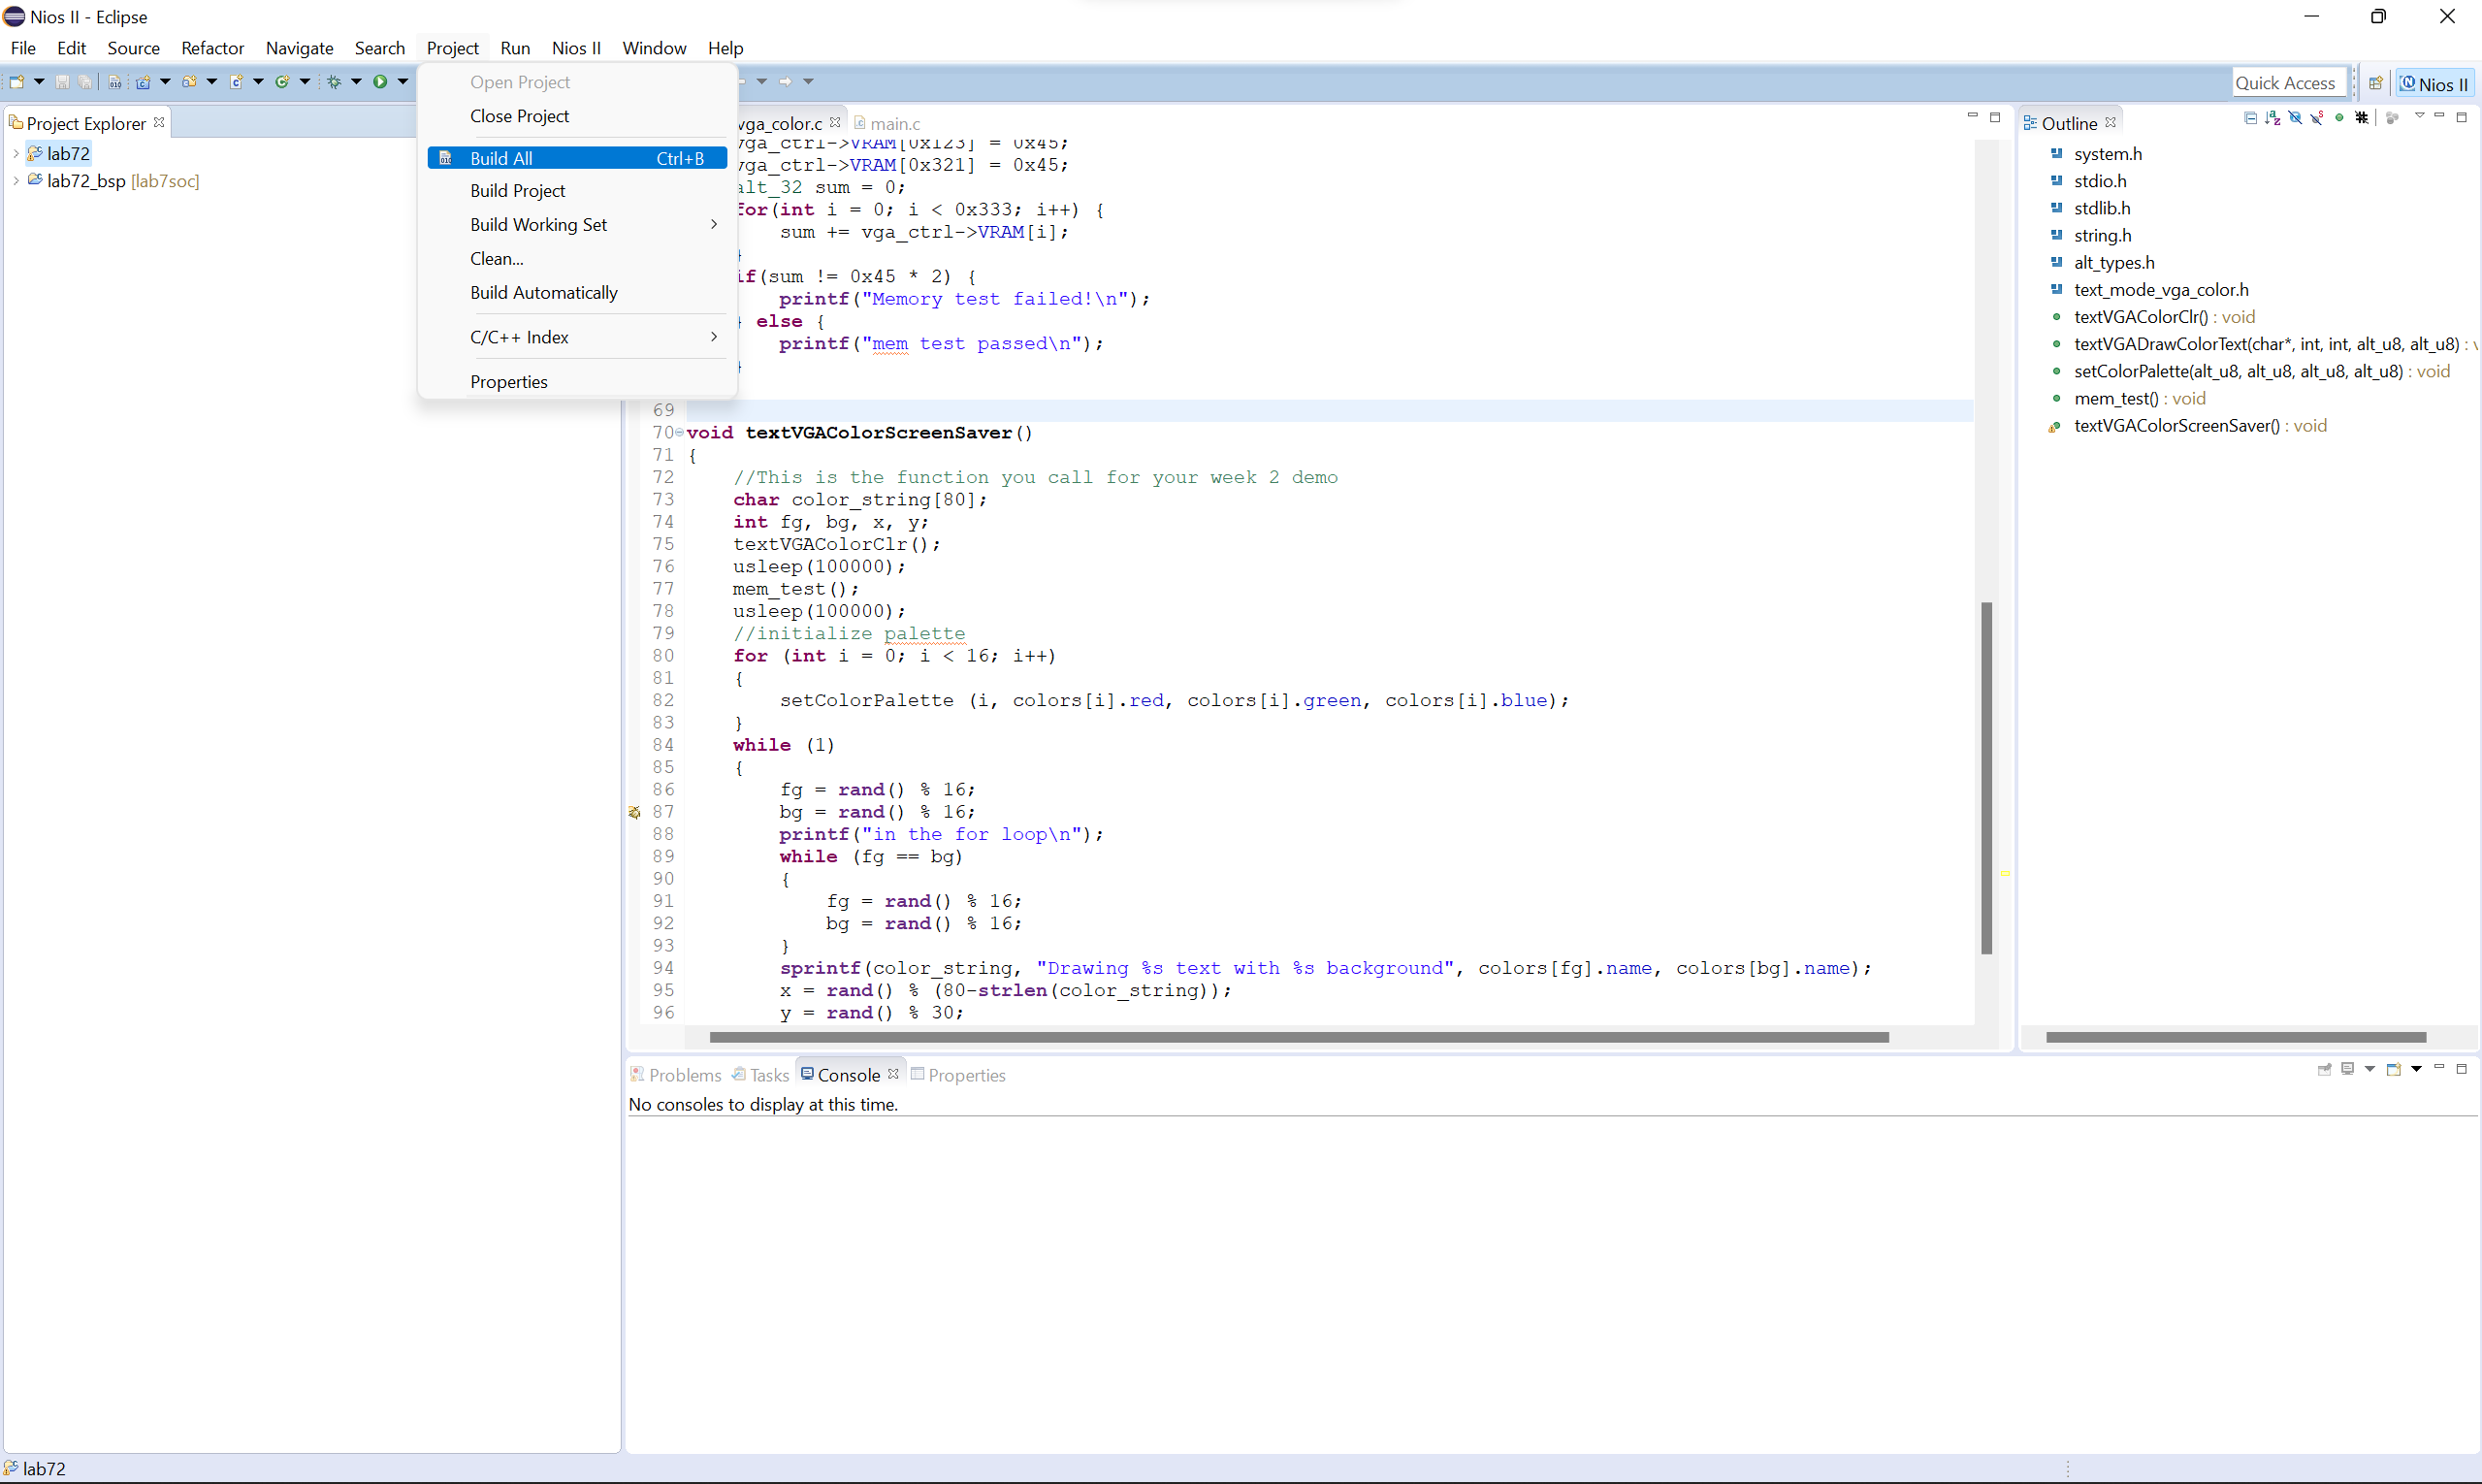 Nios II - Eclipse
File Edit Source Refactor Navigate Search Project Run Nios II Window Help
Quick Access Nios II
Open Project
Close Project
Build All Ctrl+B
Build Project
Build Working Set
Clean...
Build Automatically
C/C++ Index
Properties
Project Explorer
lab72
lab72_bsp [lab7soc]
vga_color.c main.c
vga_ctrl->VRAM[0x123] = 0x45;
vga_ctrl->VRAM[0x321] = 0x45;
alt_32 sum = 0;
for(int i = 0; i < 0x333; i++) {
sum += vga_ctrl->VRAM[i];
}
if(sum != 0x45 * 2) {
printf("Memory test failed!\n");
} else {
printf("mem test passed\n");
}
69
70 void textVGAColorScreenSaver()
71 {
72 //This is the function you call for your week 2 demo
73 char color_string[80];
74 int fg, bg, x, y;
75 textVGAColorClr();
76 usleep(100000);
77 mem_test();
78 usleep(100000);
79 //initialize palette
80 for (int i = 0; i < 16; i++)
81 {
82 setColorPalette (i, colors[i].red, colors[i].green, colors[i].blue);
83 }
84 while (1)
85 {
86 fg = rand() % 16;
87 bg = rand() % 16;
88 printf("in the for loop\n");
89 while (fg == bg)
90 {
91 fg = rand() % 16;
92 bg = rand() % 16;
93 }
94 sprintf(color_string, "Drawing %s text with %s background", colors[fg].name, colors[bg].name);
95 x = rand() % (80-strlen(color_string));
96 y = rand() % 30;
Outline
system.h
stdio.h
stdlib.h
string.h
alt_types.h
text_mode_vga_color.h
textVGAColorClr() : void
textVGADrawColorText(char*, int, int, alt_u8, alt_u8) : v
setColorPalette(alt_u8, alt_u8, alt_u8, alt_u8) : void
mem_test() : void
textVGAColorScreenSaver() : void
Problems Tasks Console Properties
No consoles to display at this time.
lab72